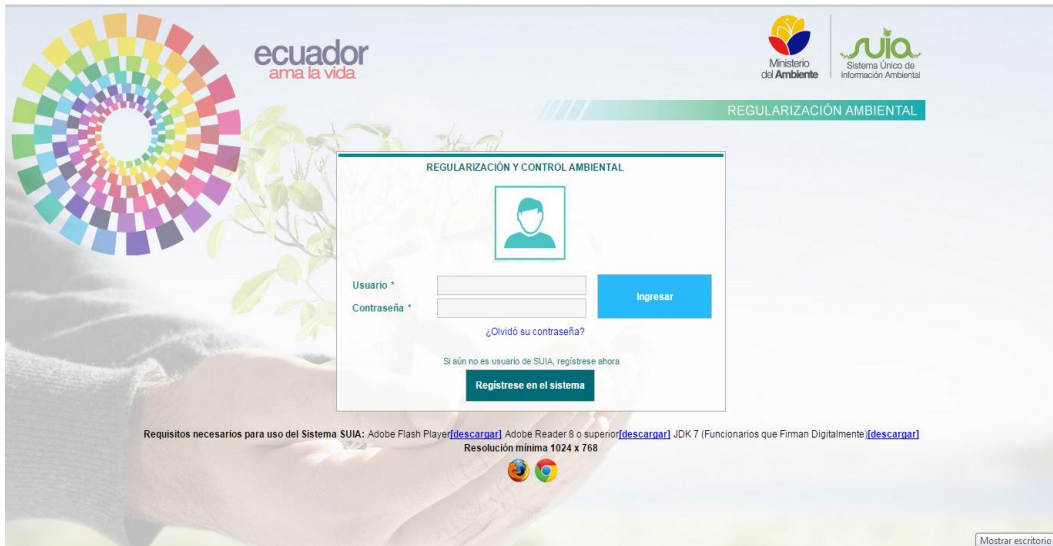 ecuador
ama la vida
Ministerio
del Ambiente
suia
Sistema Único de
Información Ambiental
REGULARIZACIÓN AMBIENTAL
REGULARIZACIÓN Y CONTROL AMBIENTAL
Usuario *
Contraseña *
Ingresar
¿Olvidó su contraseña?
Si aún no es usuario de SUIA, regístrese ahora
Regístrese en el sistema
Requisitos necesarios para uso del Sistema SUIA: Adobe Flash Player[descargar] Adobe Reader 8 o superior[descargar] JDK 7 (Funcionarios que Firman Digitalmente)[descargar]
Resolución mínima 1024 x 768
Mostrar escritorio